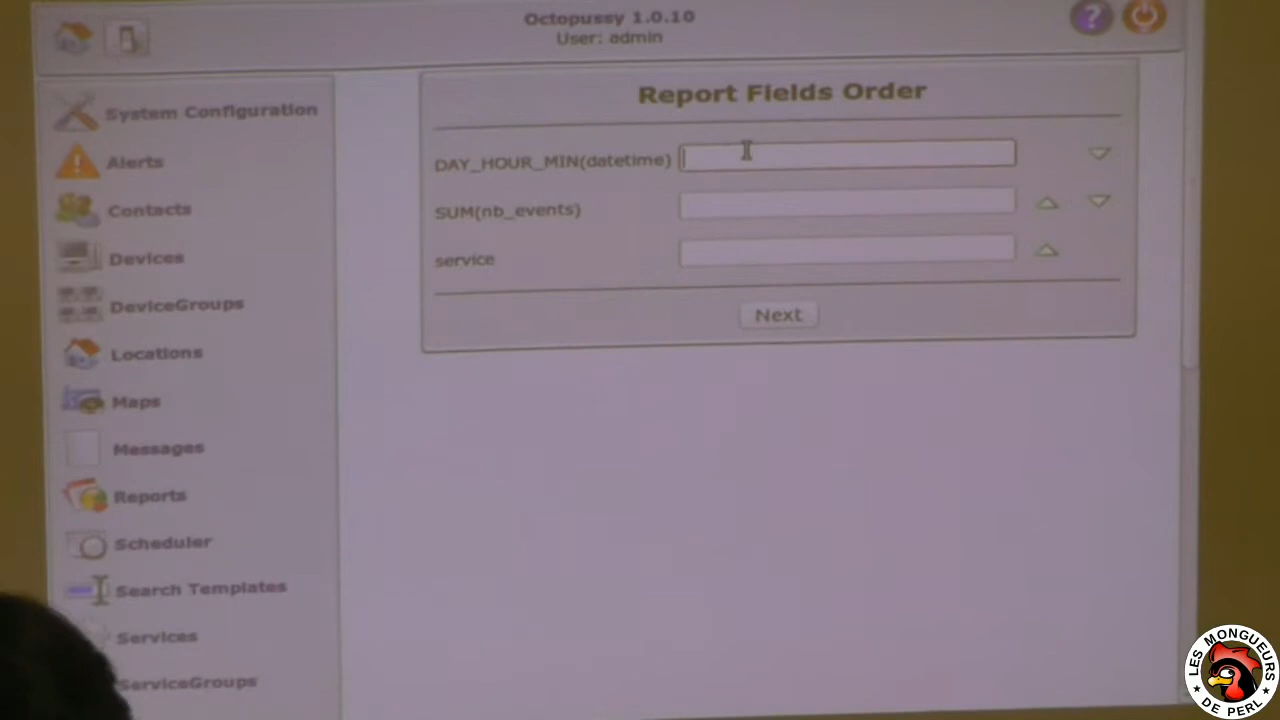 Octopussy 1.0.10
User: admin
System Configuration
Alerts
Contacts
Devices
DeviceGroups
Locations
Maps
Messages
Reports
Scheduler
Search Templates
Services
ServiceGroups
Report Fields Order
DAY_HOUR_MIN(datetime)
SUM(nb_events)
service
Next
?
LES MONGUEURS
★ DE PERL ★